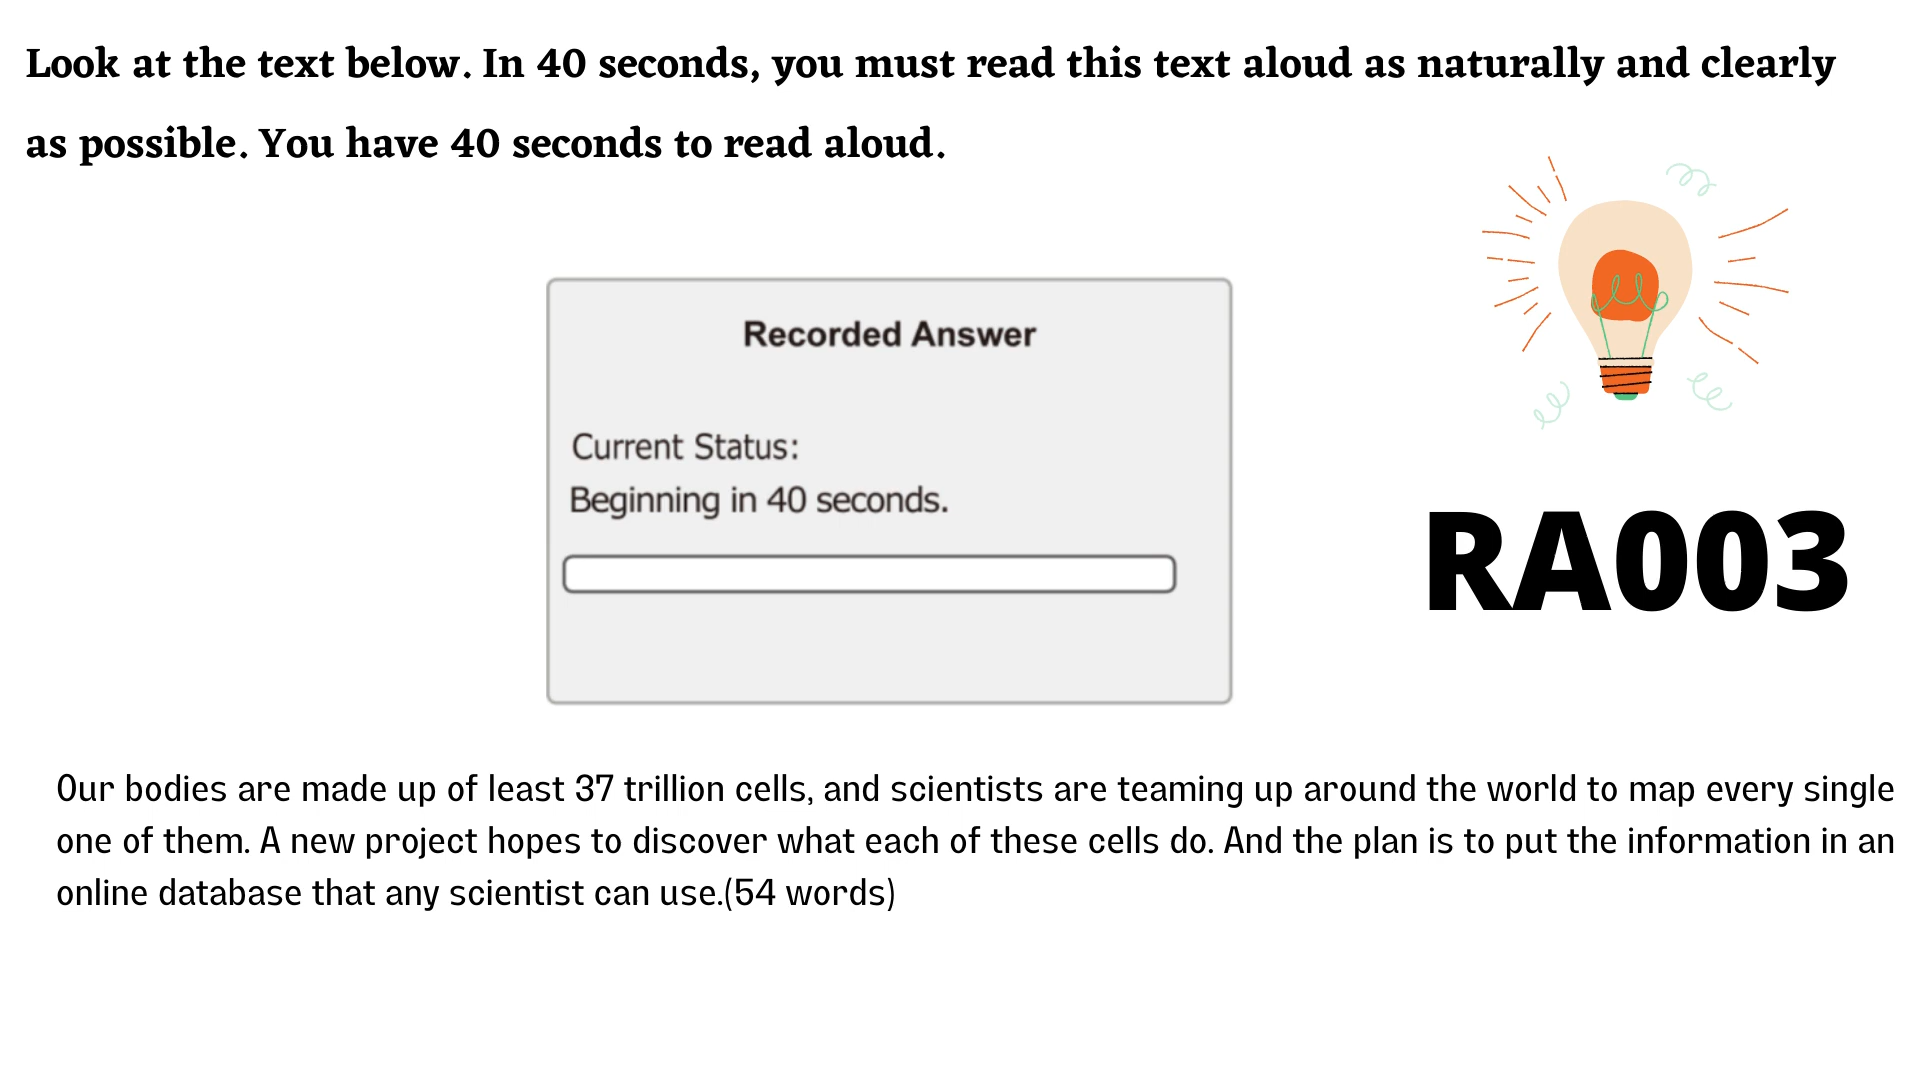 Look at the text below. In 40 seconds, you must read this text aloud as naturally and clearly
as possible. You have 40 seconds to read aloud.
Recorded Answer
Current Status:
Beginning in 40 seconds.
RA003
Our bodies are made up of least 37 trillion cells, and scientists are teaming up around the world to map every single
one of them. A new project hopes to discover what each of these cells do. And the plan is to put the information in an
online database that any scientist can use.(54 words)